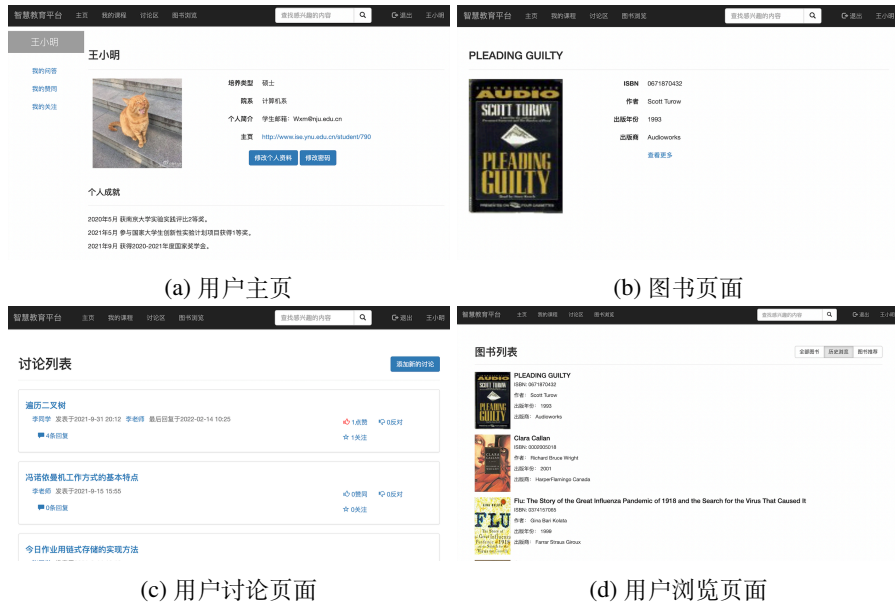 智慧教育平台 主页 我的课程 讨论区 图书浏览 查找感兴趣的内容 退出 王小明
王小明
我的问答
我的赞同
我的关注
王小明
培养类型 硕士
院系 计算机系
个人简介 学生邮箱：Wxm@nju.edu.cn
主页 http://www.ise.ynu.edu.cn/student/790
修改个人资料 修改密码
个人成就
2020年5月 获南京大学实验实践评比2等奖。
2021年5月 参与国家大学生创新性实验计划项目获得1等奖。
2021年9月 获得2020-2021年度国家奖学金。
(a) 用户主页
智慧教育平台 主页 我的课程 讨论区 图书浏览 查找感兴趣的内容 退出 王小明
PLEADING GUILTY
AUDIO
SCOTT TUROW
PLEADING
GUILTY
ISBN 0671870432
作者 Scott Turow
出版年份 1993
出版商 Audioworks
查看更多
(b) 图书页面
智慧教育平台 主页 我的课程 讨论区 图书浏览 查找感兴趣的内容 退出 王小明
讨论列表
添加新的讨论
遍历二叉树
李同学 发表于2021-9-31 20:12 李老师 最后回复于2022-02-14 10:25
1点赞 0反对
4条回复
1关注
冯诺依曼机工作方式的基本特点
李老师 发表于2021-9-15 15:55
0赞同 0反对
0条回复
0关注
今日作业用链式存储的实现方法
(c) 用户讨论页面
智慧教育平台 主页 我的课程 讨论区 图书浏览 查找感兴趣的内容 退出 王小明
图书列表
全部图书 历史浏览 图书推荐
AUDIO
SCOTT TUROW
PLEADING
GUILTY
PLEADING GUILTY
ISBN: 0671870432
作者： Scott Turow
出版年份： 1993
出版商： Audioworks
Clara Callan
ISBN: 0002005018
作者： Richard Bruce Wright
出版年份： 2001
出版商： HarperFlamingo Canada
FLU
Flu: The Story of the Great Influenza Pandemic of 1918 and the Search for the Virus That Caused It
ISBN: 0374157065
作者： Gina Bari Kolata
出版年份： 1999
出版商： Farrar Straus Giroux
(d) 用户浏览页面